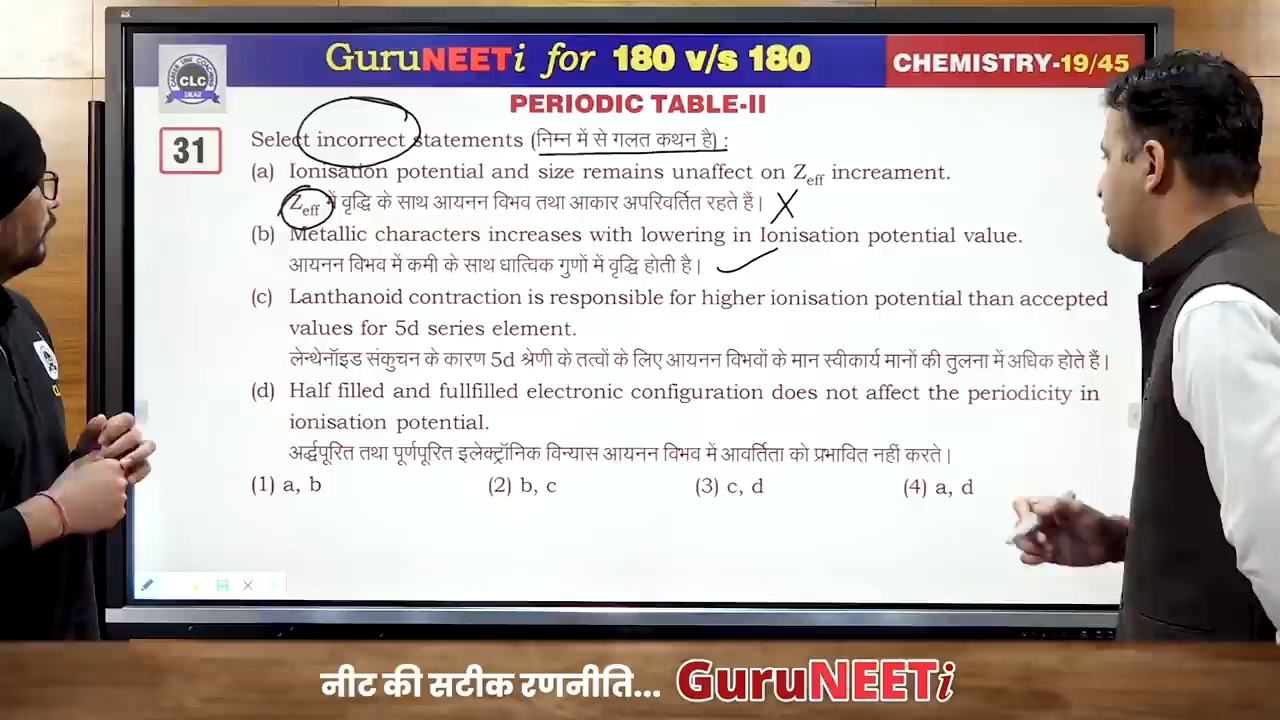 GuruNEETi for 180 v/s 180
CHEMISTRY-19/45
CLC
PERIODIC TABLE-II
31
Select incorrect statements (निम्न में से गलत कथन है) :
(a) Ionisation potential and size remains unaffect on Zeff increament.
Zeff में वृद्धि के साथ आयनन विभव तथा आकार अपरिवर्तित रहते हैं।
(b) Metallic characters increases with lowering in Ionisation potential value.
आयनन विभव में कमी के साथ धात्विक गुणों में वृद्धि होती है।
(c) Lanthanoid contraction is responsible for higher ionisation potential than accepted
values for 5d series element.
लेन्थेनॉइड संकुचन के कारण 5d श्रेणी के तत्वों के लिए आयनन विभवों के मान स्वीकार्य मानों की तुलना में अधिक होते हैं।
(d) Half filled and fullfilled electronic configuration does not affect the periodicity in
ionisation potential.
अर्द्धपूरित तथा पूर्णपूरित इलेक्ट्रॉनिक विन्यास आयनन विभव में आवर्तिता को प्रभावित नहीं करते।
(1) a, b (2) b, c (3) c, d (4) a, d
नीट की सटीक रणनीति... GuruNEETi